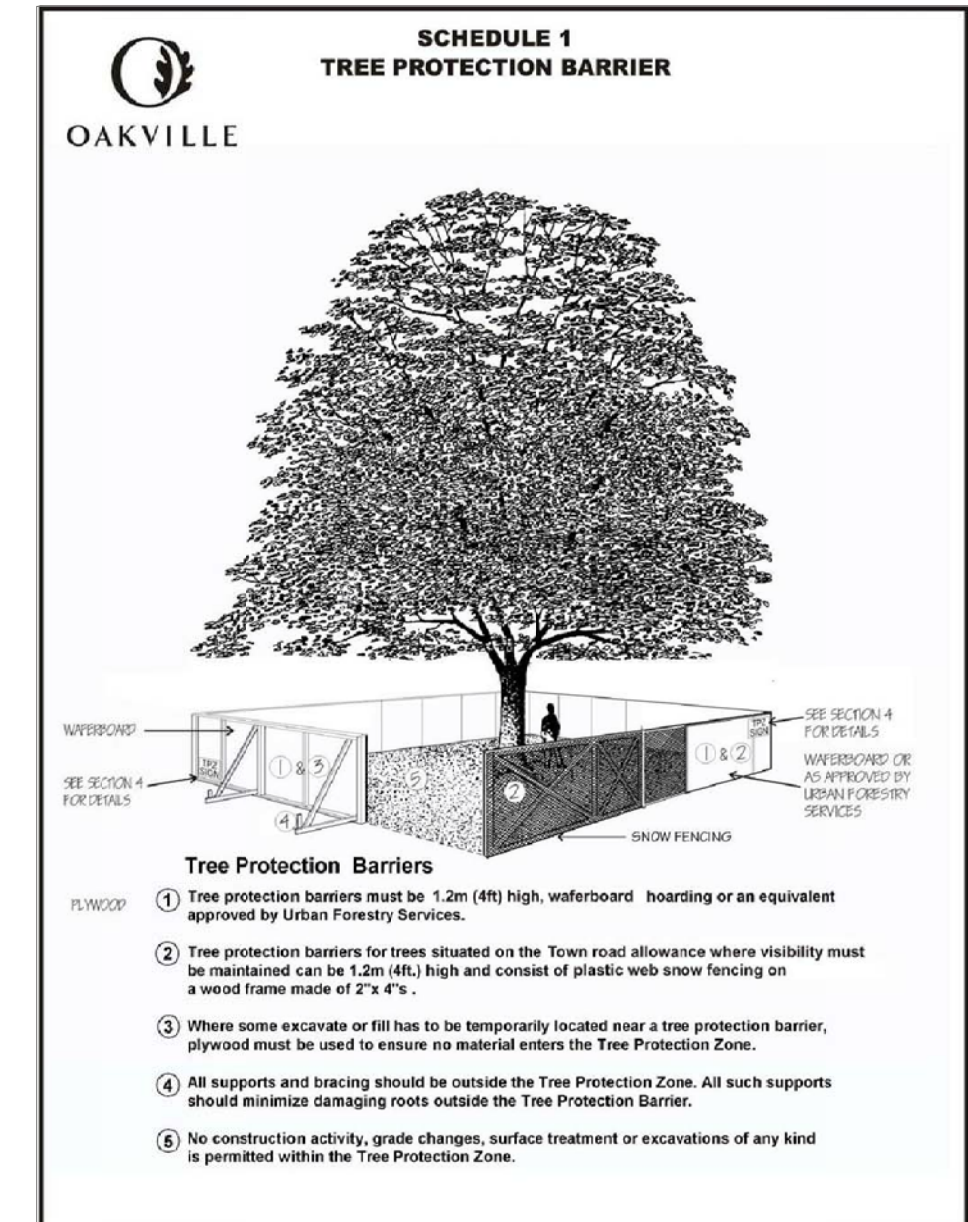 SCHEDULE 1
TREE PROTECTION BARRIER
OAKVILLE
WAFERBOARD
SEE SECTION 4
FOR DETAILS
TPZ
SIGN
1 & 3
4
5
2
1 & 2
TPZ
SIGN
SEE SECTION 4
FOR DETAILS
WAFERBOARD OR
AS APPROVED BY
URBAN FORESTRY
SERVICES
SNOW FENCING
Tree Protection Barriers
PLYWOOD
1 Tree protection barriers must be 1.2m (4ft) high, waferboard hoarding or an equivalent
approved by Urban Forestry Services.
2 Tree protection barriers for trees situated on the Town road allowance where visibility must
be maintained can be 1.2m (4ft.) high and consist of plastic web snow fencing on
a wood frame made of 2"x 4"s .
3 Where some excavate or fill has to be temporarily located near a tree protection barrier,
plywood must be used to ensure no material enters the Tree Protection Zone.
4 All supports and bracing should be outside the Tree Protection Zone. All such supports
should minimize damaging roots outside the Tree Protection Barrier.
5 No construction activity, grade changes, surface treatment or excavations of any kind
is permitted within the Tree Protection Zone.